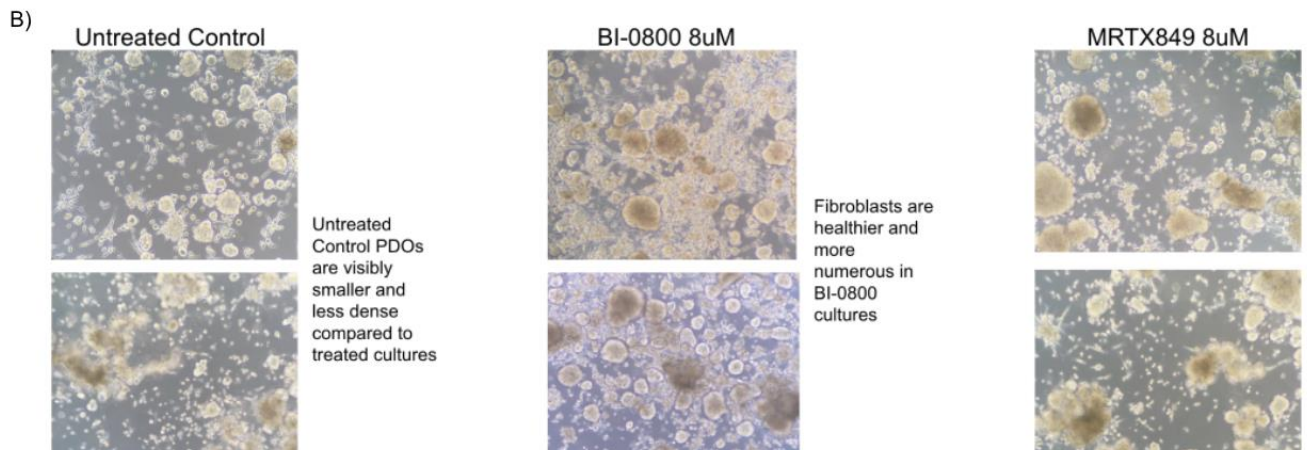 B)
Untreated Control
BI-0800 8uM
MRTX849 8uM
Untreated
Control PDOs
are visibly
smaller and
less dense
compared to
treated cultures
Fibroblasts are
healthier and
more
numerous in
BI-0800
cultures